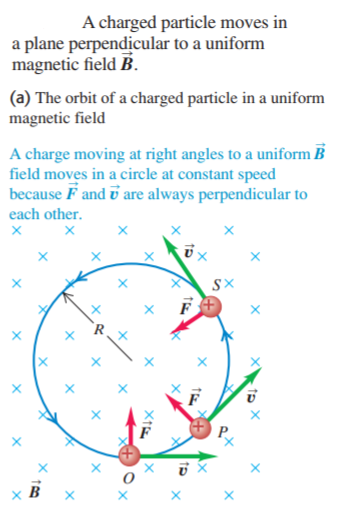 A charged particle moves in
a plane perpendicular to a uniform
magnetic field B⃗.
(a) The orbit of a charged particle in a uniform
magnetic field
A charge moving at right angles to a uniform B⃗
field moves in a circle at constant speed
because F⃗ and v⃗ are always perpendicular to
each other.
v⃗
S
F⃗ +
R
F⃗ v⃗
+ P
F⃗
+
O v⃗
B⃗